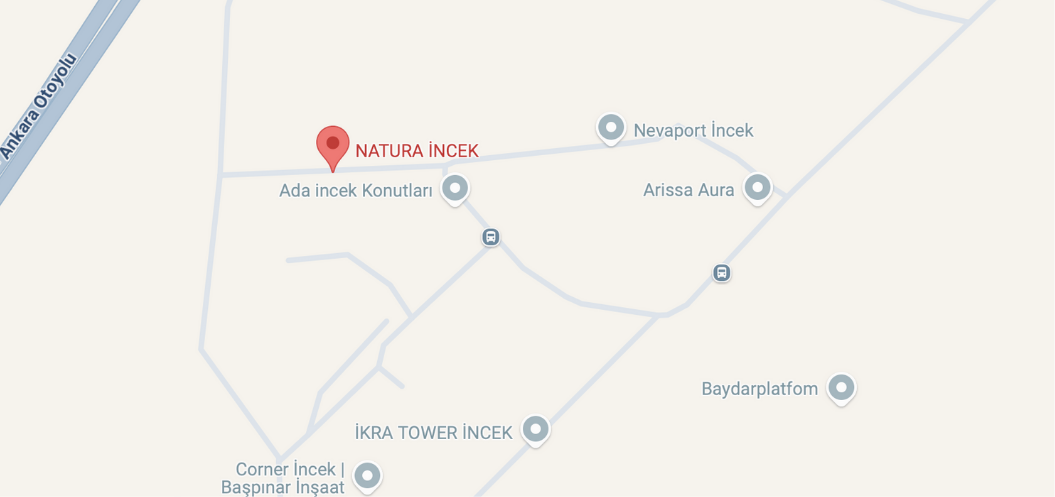 Ankara Otoyolu
Nevaport İncek
NATURA İNCEK
Ada incek Konutları
Arissa Aura
Baydarplatfom
İKRA TOWER İNCEK
Corner İncek |
Başpınar İnşaat